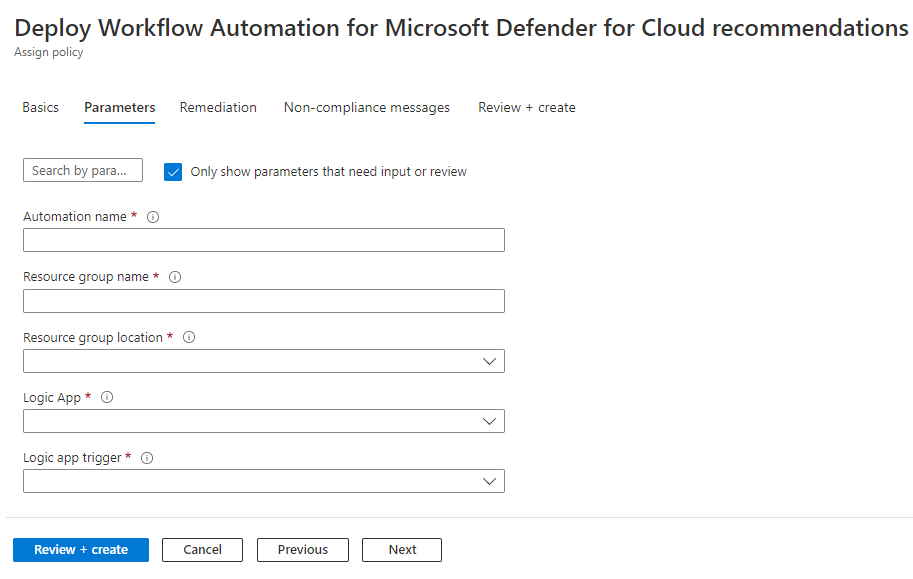 Deploy Workflow Automation for Microsoft Defender for Cloud recommendations
Assign policy
Basics Parameters Remediation Non-compliance messages Review + create
Search by para... Only show parameters that need input or review
Automation name *
Resource group name *
Resource group location *
Logic App *
Logic app trigger *
Review + create Cancel Previous Next